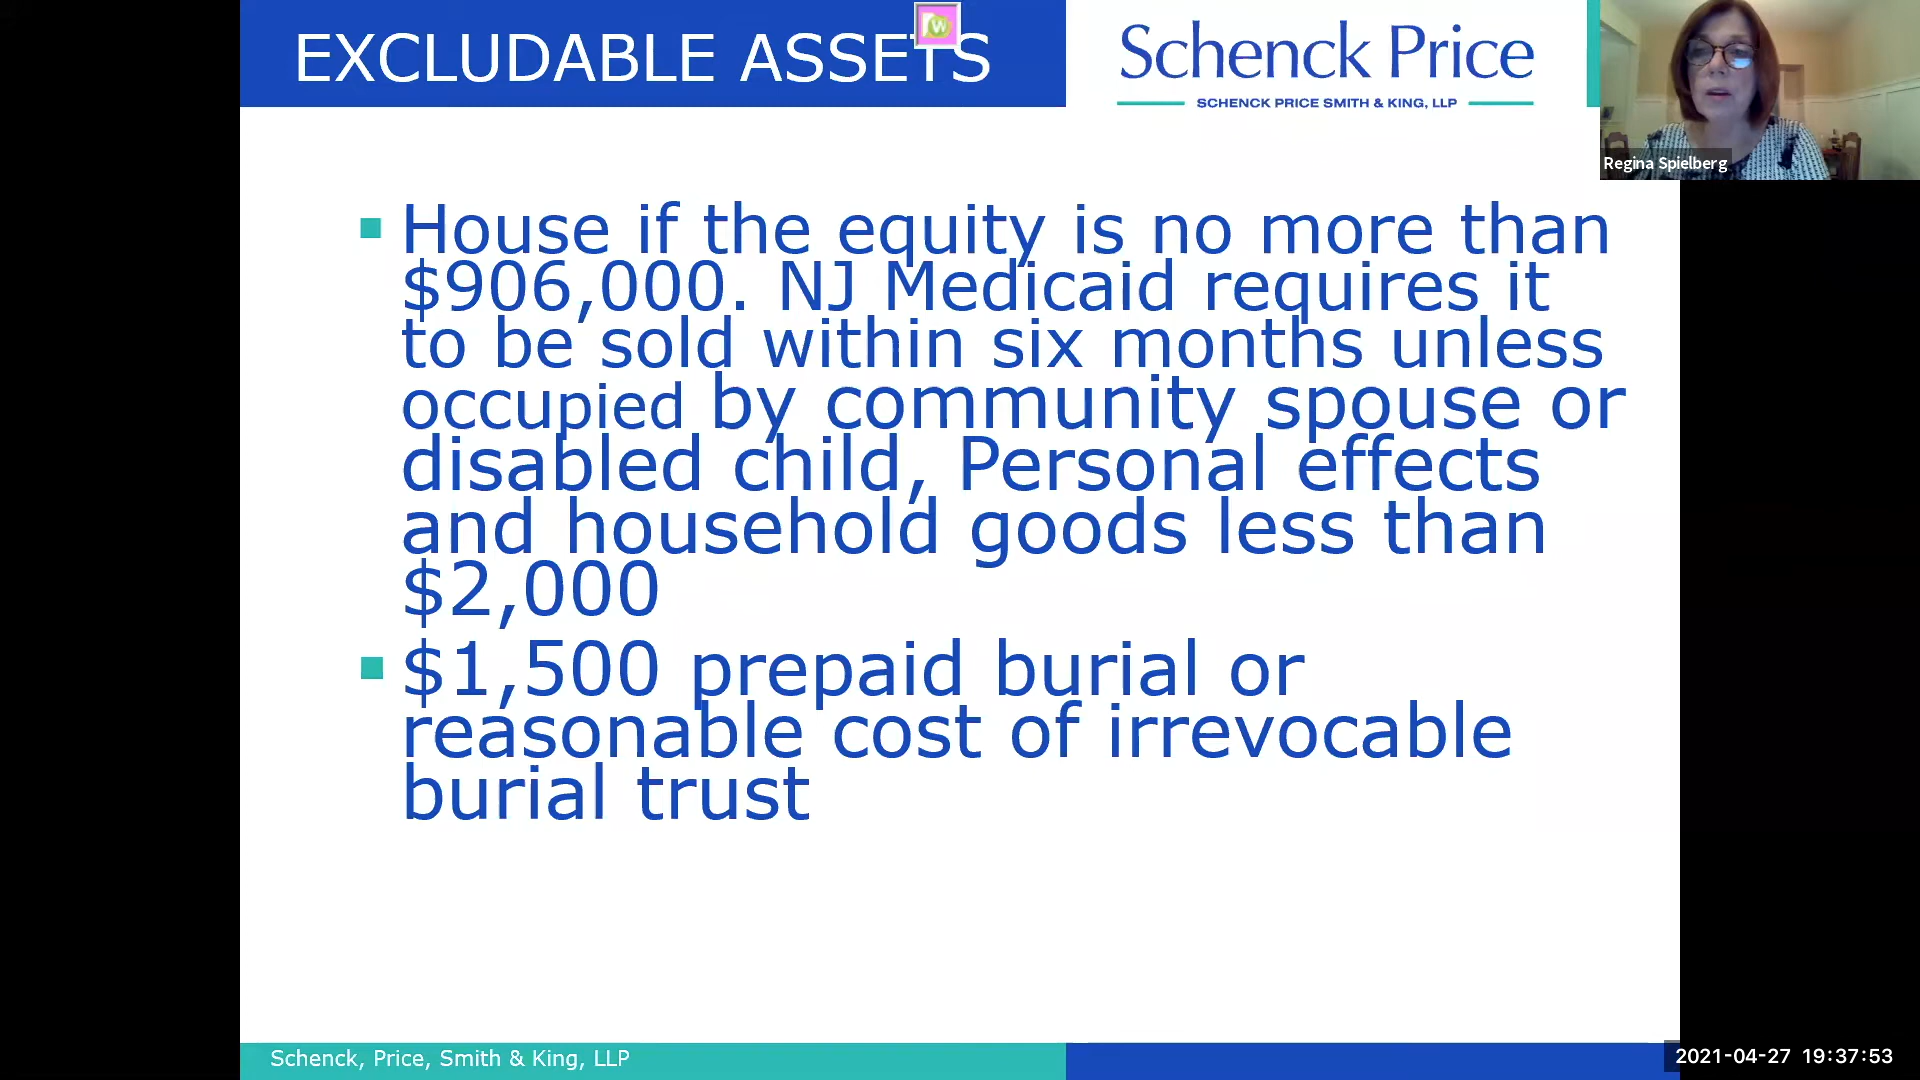 EXCLUDABLE ASSETS
Schenck Price
SCHENCK PRICE SMITH & KING, LLP
Regina Spielberg
House if the equity is no more than
$906,000. NJ Medicaid requires it
to be sold within six months unless
occupied by community spouse or
disabled child, Personal effects
and household goods less than
$2,000
$1,500 prepaid burial or
reasonable cost of irrevocable
burial trust
Schenck, Price, Smith & King, LLP
2021-04-27 19:37:53